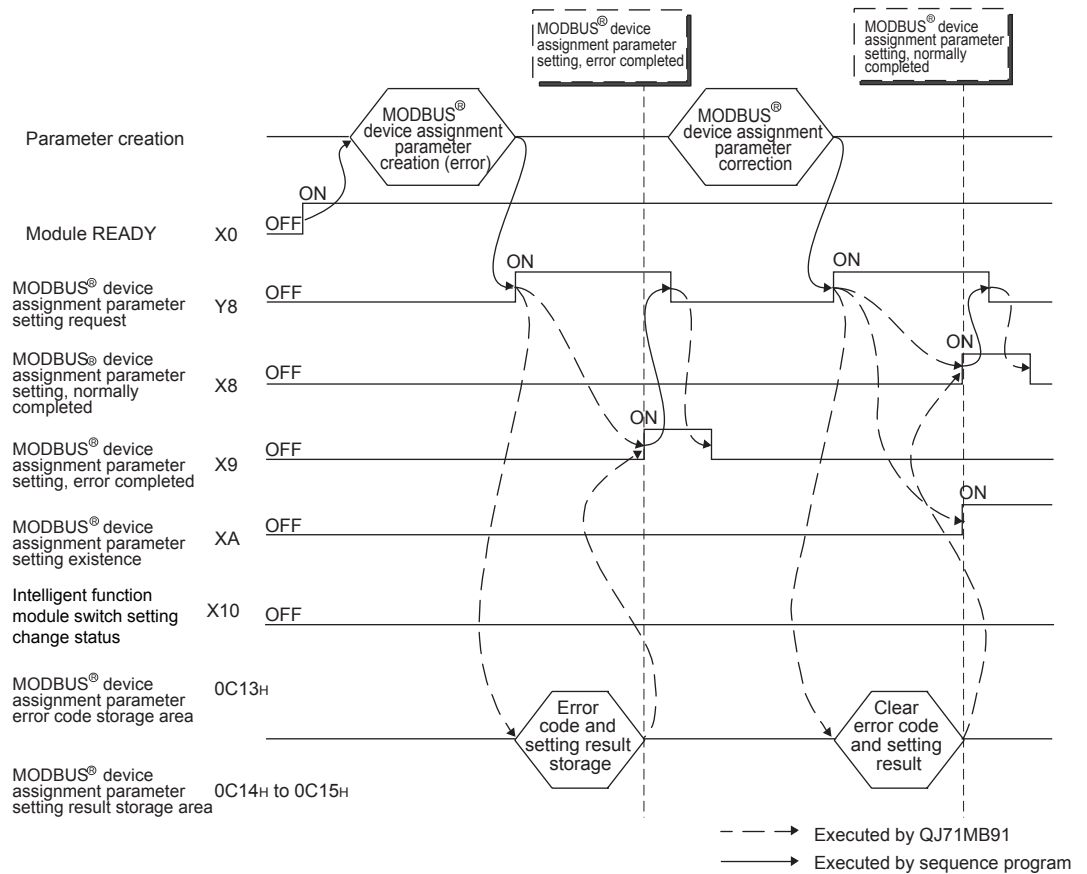 MODBUS® device
assignment parameter
setting, error completed
MODBUS® device
assignment parameter
setting, normally
completed
Parameter creation
MODBUS®
device assignment
parameter
creation (error)
MODBUS®
device assignment
parameter
correction
ON
Module READY X0 OFF
ON ON
MODBUS® device
assignment parameter
setting request
Y8 OFF
ON
MODBUS® device
assignment parameter
setting, normally
completed
X8 OFF
ON
MODBUS® device
assignment parameter
setting, error completed
X9 OFF
ON
MODBUS® device
assignment parameter
setting existence
XA OFF
Intelligent function
module switch setting
change status
X10 OFF
MODBUS® device
assignment parameter
error code storage area
0C13H
Error
code and
setting result
storage
Clear
error code
and setting
result
MODBUS® device
assignment parameter
setting result storage area
0C14H to 0C15H
Executed by QJ71MB91
Executed by sequence program